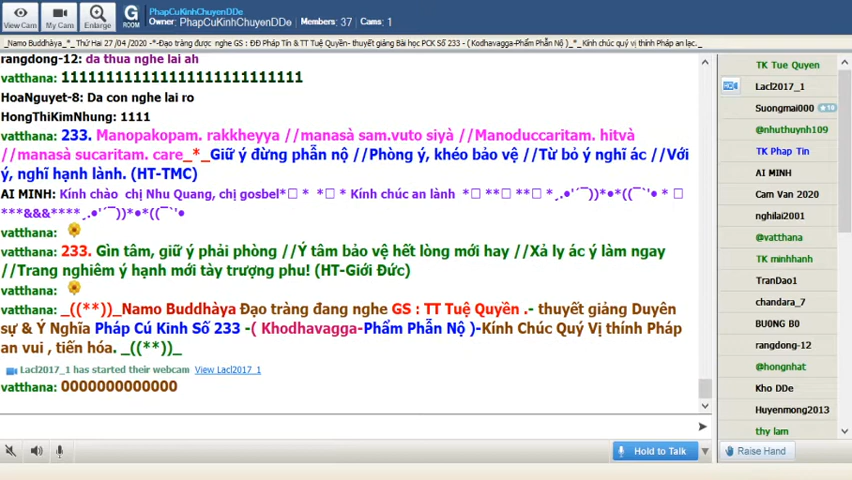 View Cam
My Cam
Enlarge
G
ROOM
PhapCuKinhChuyenDDe
Owner: PhapCuKinhChuyenDDe Members: 37 Cams: 1
_Namo Buddhàya_*_ Thứ Hai 27 /04 /2020 -*-Đạo tràng được nghe GS : ĐĐ Pháp Tín & TT Tuệ Quyền- thuyết giảng Bài học PCK Số 233 - ( Kodhavagga-Phẩm Phẫn Nộ )_*_ Kính chúc quý vị thính Pháp an lạc._
rangdong-12: da thua nghe lai ah
vatthana: 111111111111111111111111111
HoaNguyet-8: Da con nghe lai ro
HongThiKimNhung: 1111
vatthana: 233. Manopakopam. rakkheyya //manasà sam.vuto siyà //Manoduccaritam. hitvà
//manasà sucaritam. care_*_Giữ ý đừng phẫn nộ //Phòng ý, khéo bảo vệ //Từ bỏ ý nghĩ ác //Với
ý, nghĩ hạnh lành. (HT-TMC)
AI MINH: Kính chào chị Nhu Quang, chị gosbel*□ * *□ * Kính chúc an lành *□ **□ **□ *¸.•'´¯))*•*((¯`'• * □
***&&&****¸.•'´¯))*•*((¯`'•
vatthana:
vatthana: 233. Gìn tâm, giữ ý phải phòng //Ý tâm bảo vệ hết lòng mới hay //Xả ly ác ý làm ngay
//Trang nghiêm ý hạnh mới tày trượng phu! (HT-Giới Đức)
vatthana:
vatthana: _((**))_Namo Buddhàya Đạo tràng đang nghe GS : TT Tuệ Quyền .- thuyết giảng Duyên
sự & Ý Nghĩa Pháp Cú Kinh Số 233 -( Khodhavagga-Phẩm Phẫn Nộ )-Kính Chúc Quý Vị thính Pháp
an vui , tiến hóa. _((**))_
Lacl2017_1 has started their webcam View Lacl2017_1
vatthana: 0000000000000
Hold to Talk
TK Tue Quyen
Lacl2017_1
Suongmai000
@nhuthuynh109
TK Phap Tin
AI MINH
Cam Van 2020
nghilai2001
@vatthana
TK minhhanh
TranDao1
chandara_7
BU0NG B0
rangdong-12
@hongnhat
Kho DDe
Huyenmong2013
thy lam
Raise Hand